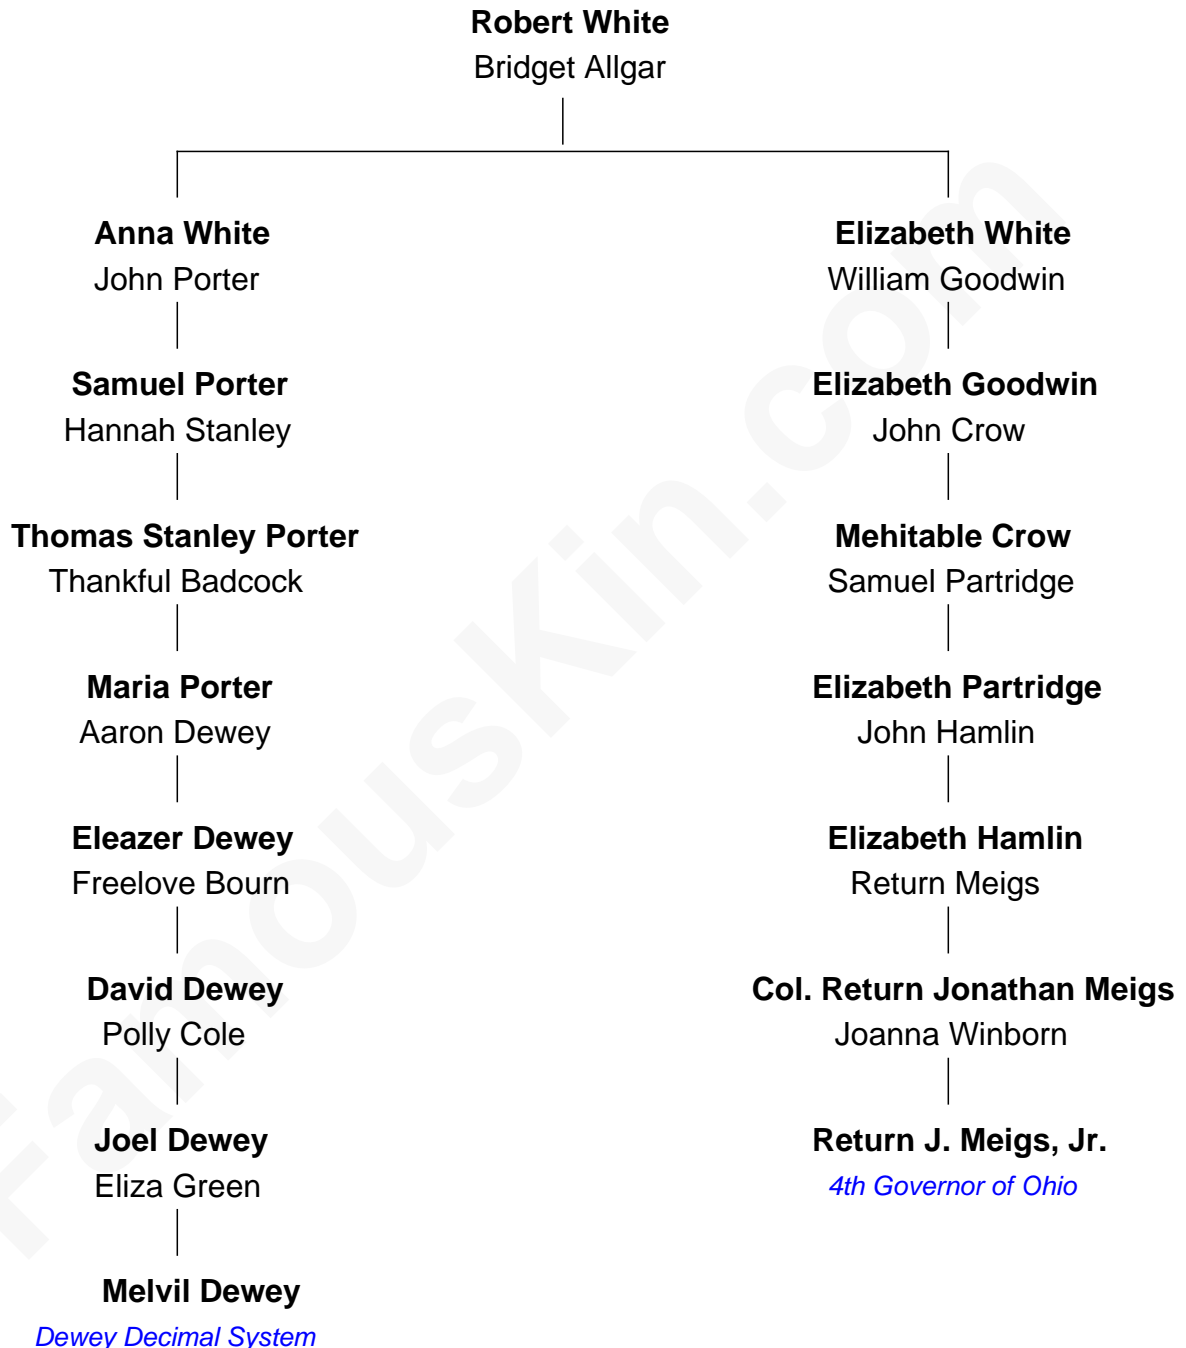 Robert White
Bridget Allgar
Anna White
John Porter
Elizabeth White
William Goodwin
Samuel Porter
Hannah Stanley
Elizabeth Goodwin
John Crow
Thomas Stanley Porter
Thankful Badcock
Mehitable Crow
Samuel Partridge
Maria Porter
Aaron Dewey
Elizabeth Partridge
John Hamlin
Eleazer Dewey
Freelove Bourn
Elizabeth Hamlin
Return Meigs
David Dewey
Polly Cole
Col. Return Jonathan Meigs
Joanna Winborn
Joel Dewey
Eliza Green
Return J. Meigs, Jr.
4th Governor of Ohio
Melvil Dewey
Dewey Decimal System
FamousKin.com